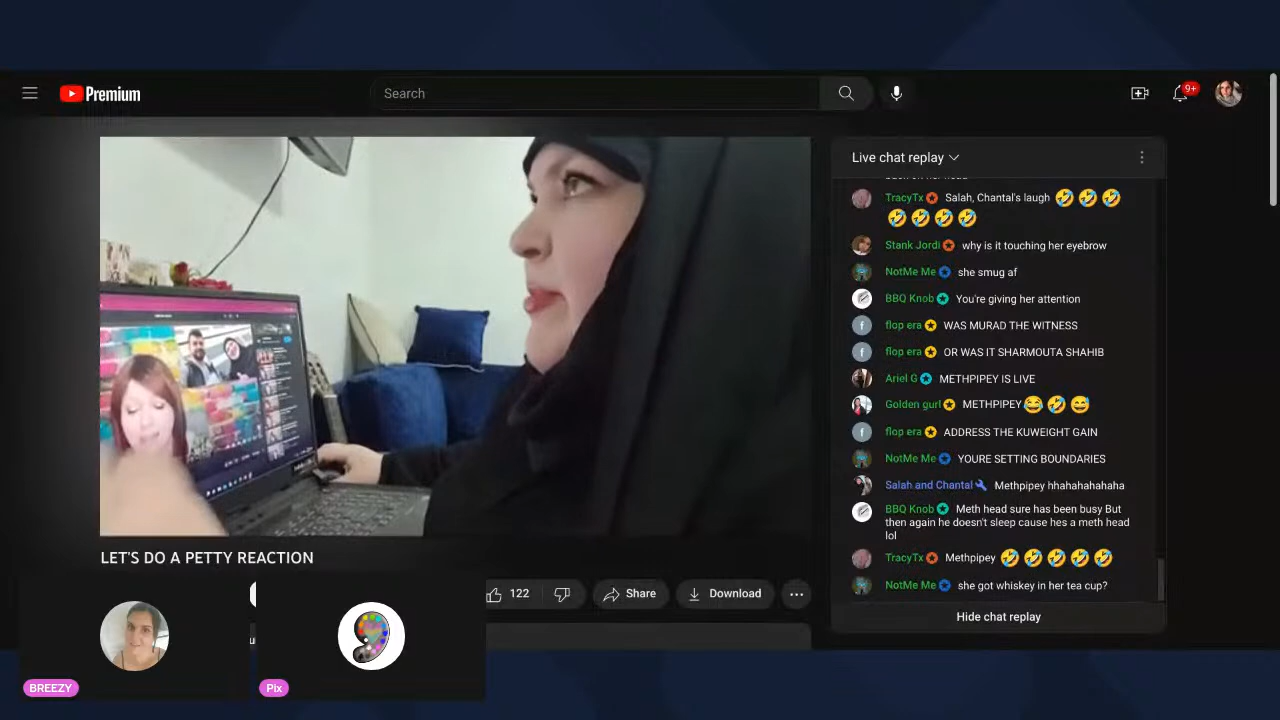 Premium
Search
9+
Live chat replay
TracyTx Salah, Chantal's laugh 🤣🤣🤣
🤣🤣🤣🤣
Stank Jordi why is it touching her eyebrow
NotMe Me she smug af
BBQ Knob You're giving her attention
flop era WAS MURAD THE WITNESS
flop era OR WAS IT SHARMOUTA SHAHIB
Ariel G METHPIPEY IS LIVE
Golden gurl METHPIPEY😂🤣😅
flop era ADDRESS THE KUWEIGHT GAIN
NotMe Me YOURE SETTING BOUNDARIES
Salah and Chantal Methpipey hhahahahahaha
BBQ Knob Meth head sure has been busy But
then again he doesn't sleep cause hes a meth head
lol
TracyTx Methpipey 🤣🤣🤣🤣🤣
NotMe Me she got whiskey in her tea cup?
Hide chat replay
LET'S DO A PETTY REACTION
122
Share
Download
BREEZY
Pix